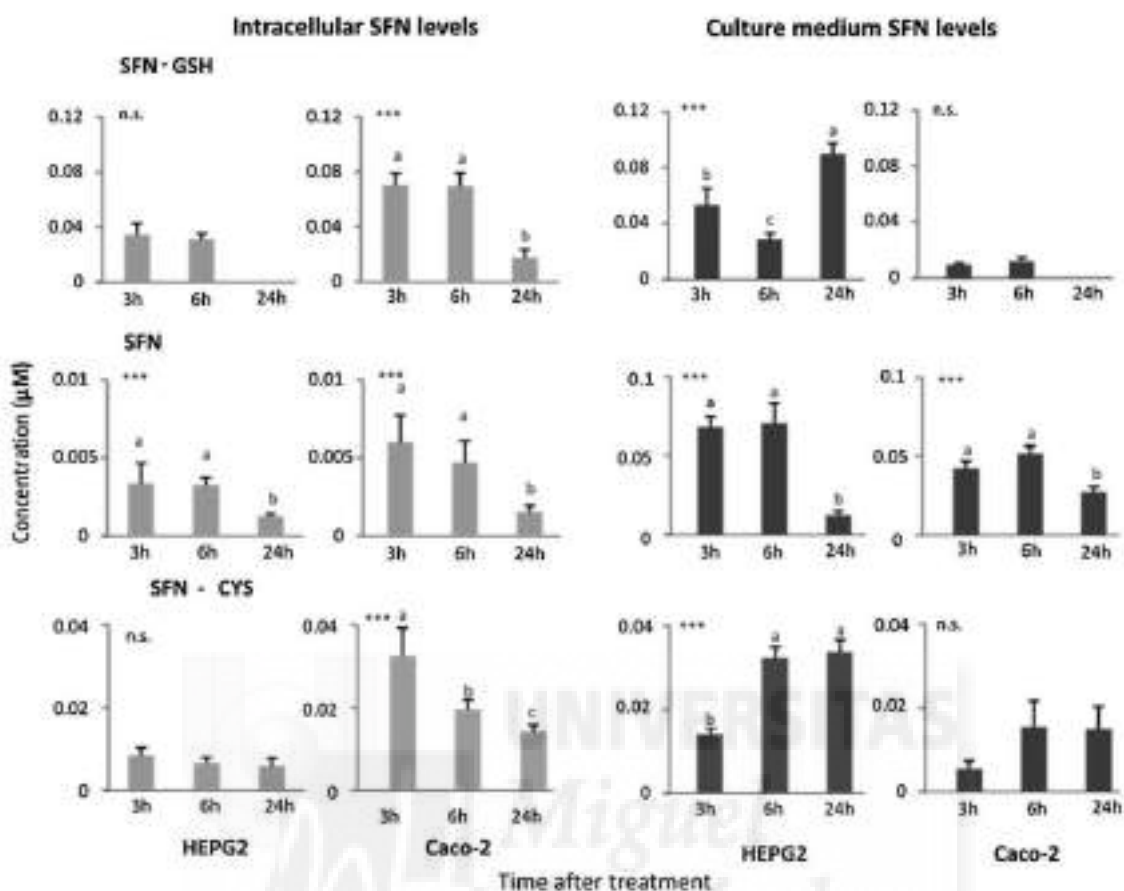 Intracellular SFN levels Culture medium SFN levels
SFN - GSH
0.12 n.s. 0.12 *** 0.12 *** a 0.12 n.s.
a a
0.08 0.08 0.08 b 0.08
0.04 0.04 b 0.04 c 0.04
0 0 0 0
3h 6h 24h 3h 6h 24h 3h 6h 24h 3h 6h 24h
SFN
0.01 *** 0.01 *** a 0.1 *** a a 0.1 ***
a a a a a
0.005 b 0.005 b 0.05 b 0.05 b
0 0 0 0
3h 6h 24h 3h 6h 24h 3h 6h 24h 3h 6h 24h
Concentration (µM)
SFN - CYS
0.04 n.s. 0.04 *** a 0.04 *** a a 0.04 n.s.
0.02 0.02 b c 0.02 b 0.02
0 0 0 0
3h 6h 24h 3h 6h 24h 3h 6h 24h 3h 6h 24h
HEPG2 Caco-2 HEPG2 Caco-2
Time after treatment
UNIVERSITAS
Miguel